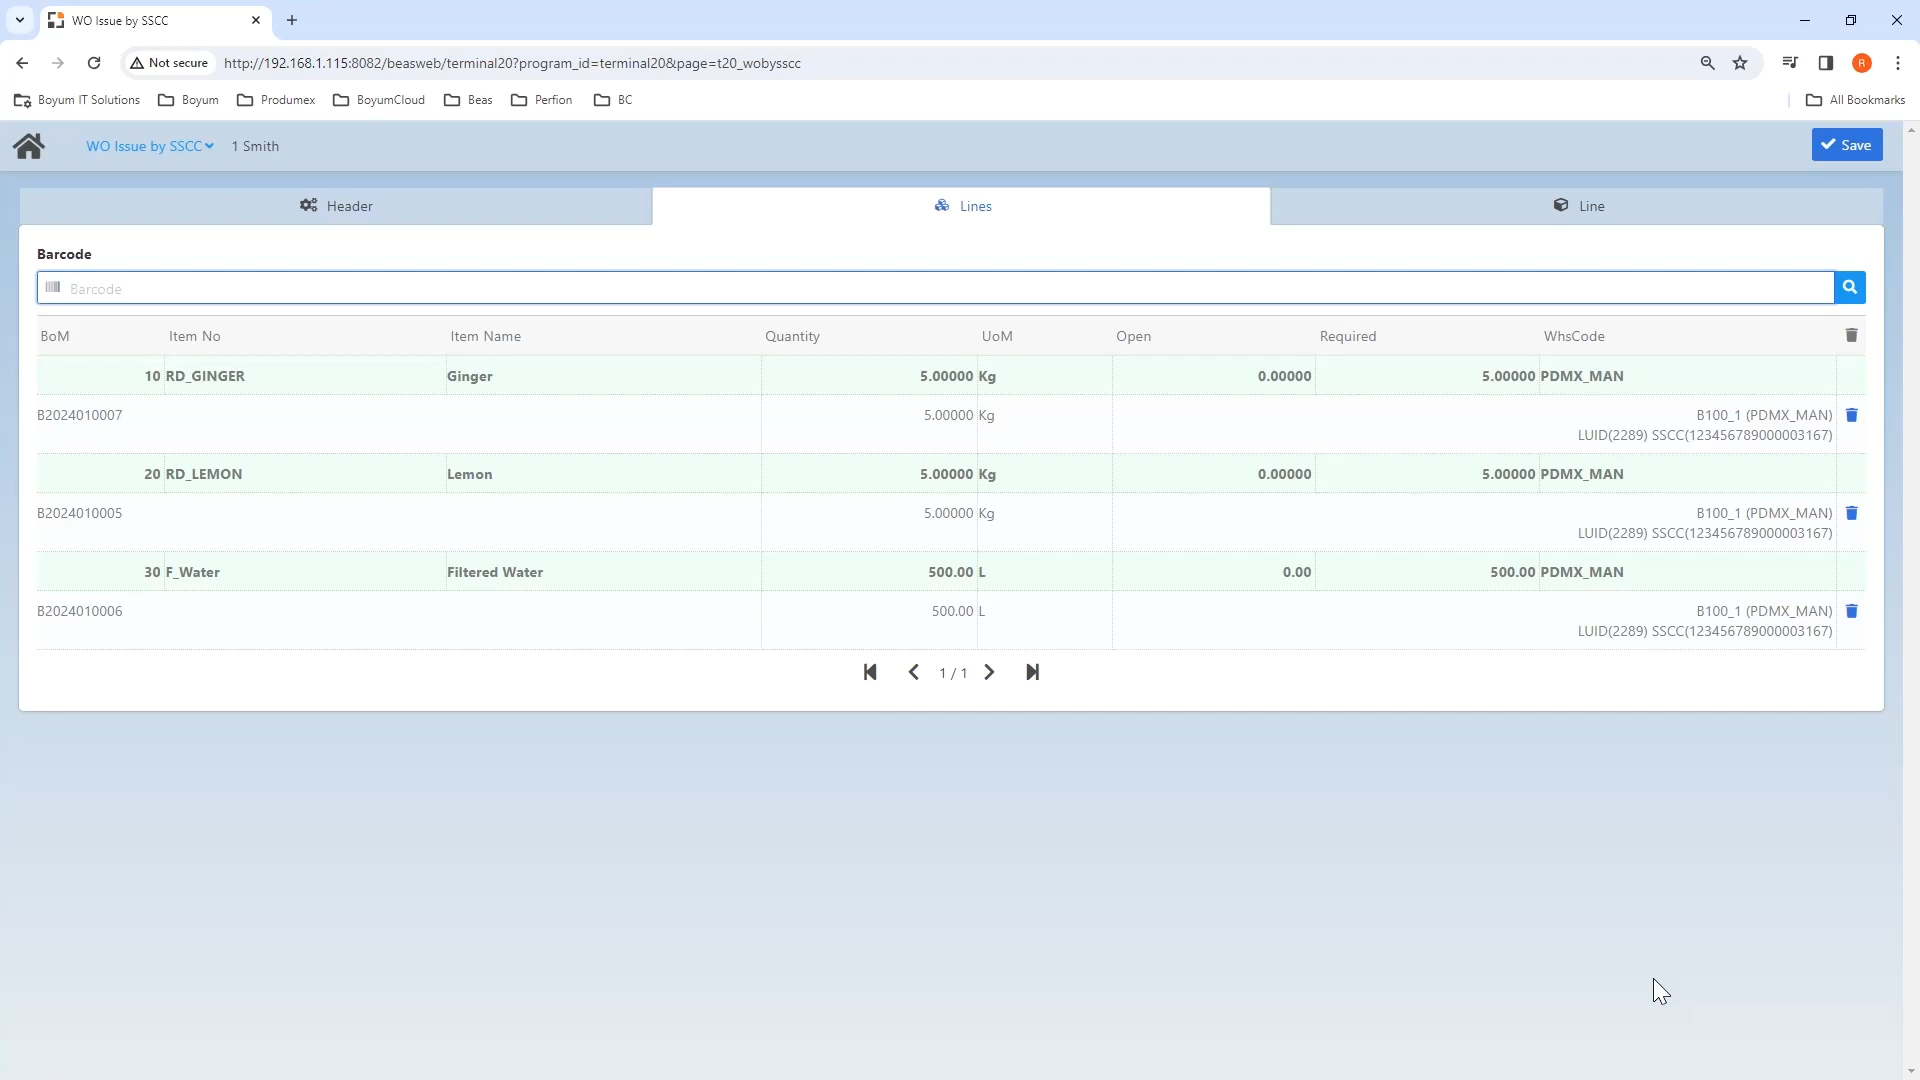 WO Issue by SSCC
Not secure http://192.168.1.115:8082/beasweb/terminal20?program_id=terminal20&page=t20_wobysscc R
Boyum IT Solutions Boyum Produmex BoyumCloud Beas Perfion BC All Bookmarks
WO Issue by SSCC 1 Smith Save
Header Lines Line
Barcode
Barcode
BoM Item No Item Name Quantity UoM Open Required WhsCode
10 RD_GINGER Ginger 5.00000 Kg 0.00000 5.00000 PDMX_MAN
B2024010007 5.00000 Kg B100_1 (PDMX_MAN)
LUID(2289) SSCC(123456789000003167)
20 RD_LEMON Lemon 5.00000 Kg 0.00000 5.00000 PDMX_MAN
B2024010005 5.00000 Kg B100_1 (PDMX_MAN)
LUID(2289) SSCC(123456789000003167)
30 F_Water Filtered Water 500.00 L 0.00 500.00 PDMX_MAN
B2024010006 500.00 L B100_1 (PDMX_MAN)
LUID(2289) SSCC(123456789000003167)
1 / 1